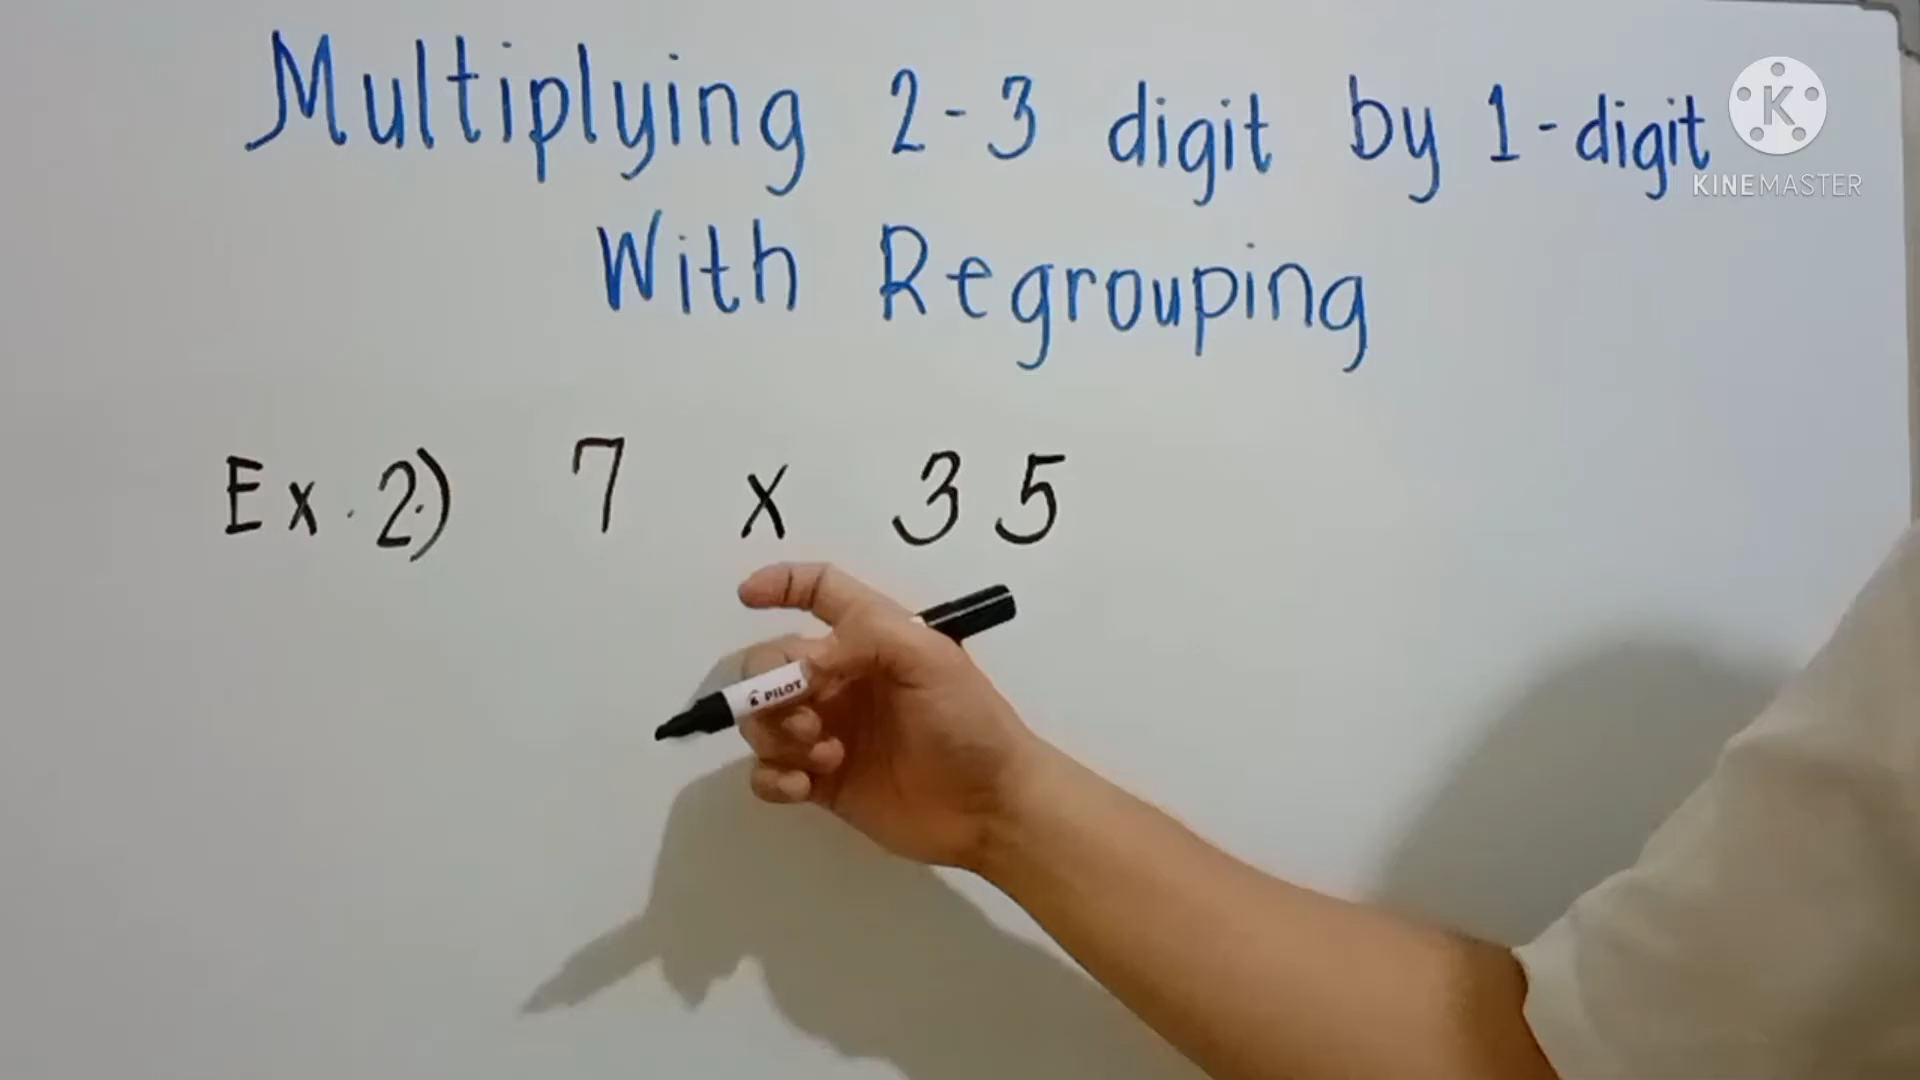 Multiplying 2-3 digit by 1-digit
With Regrouping
KINEMASTER
Ex. 2.) 7 x 35
PILOT